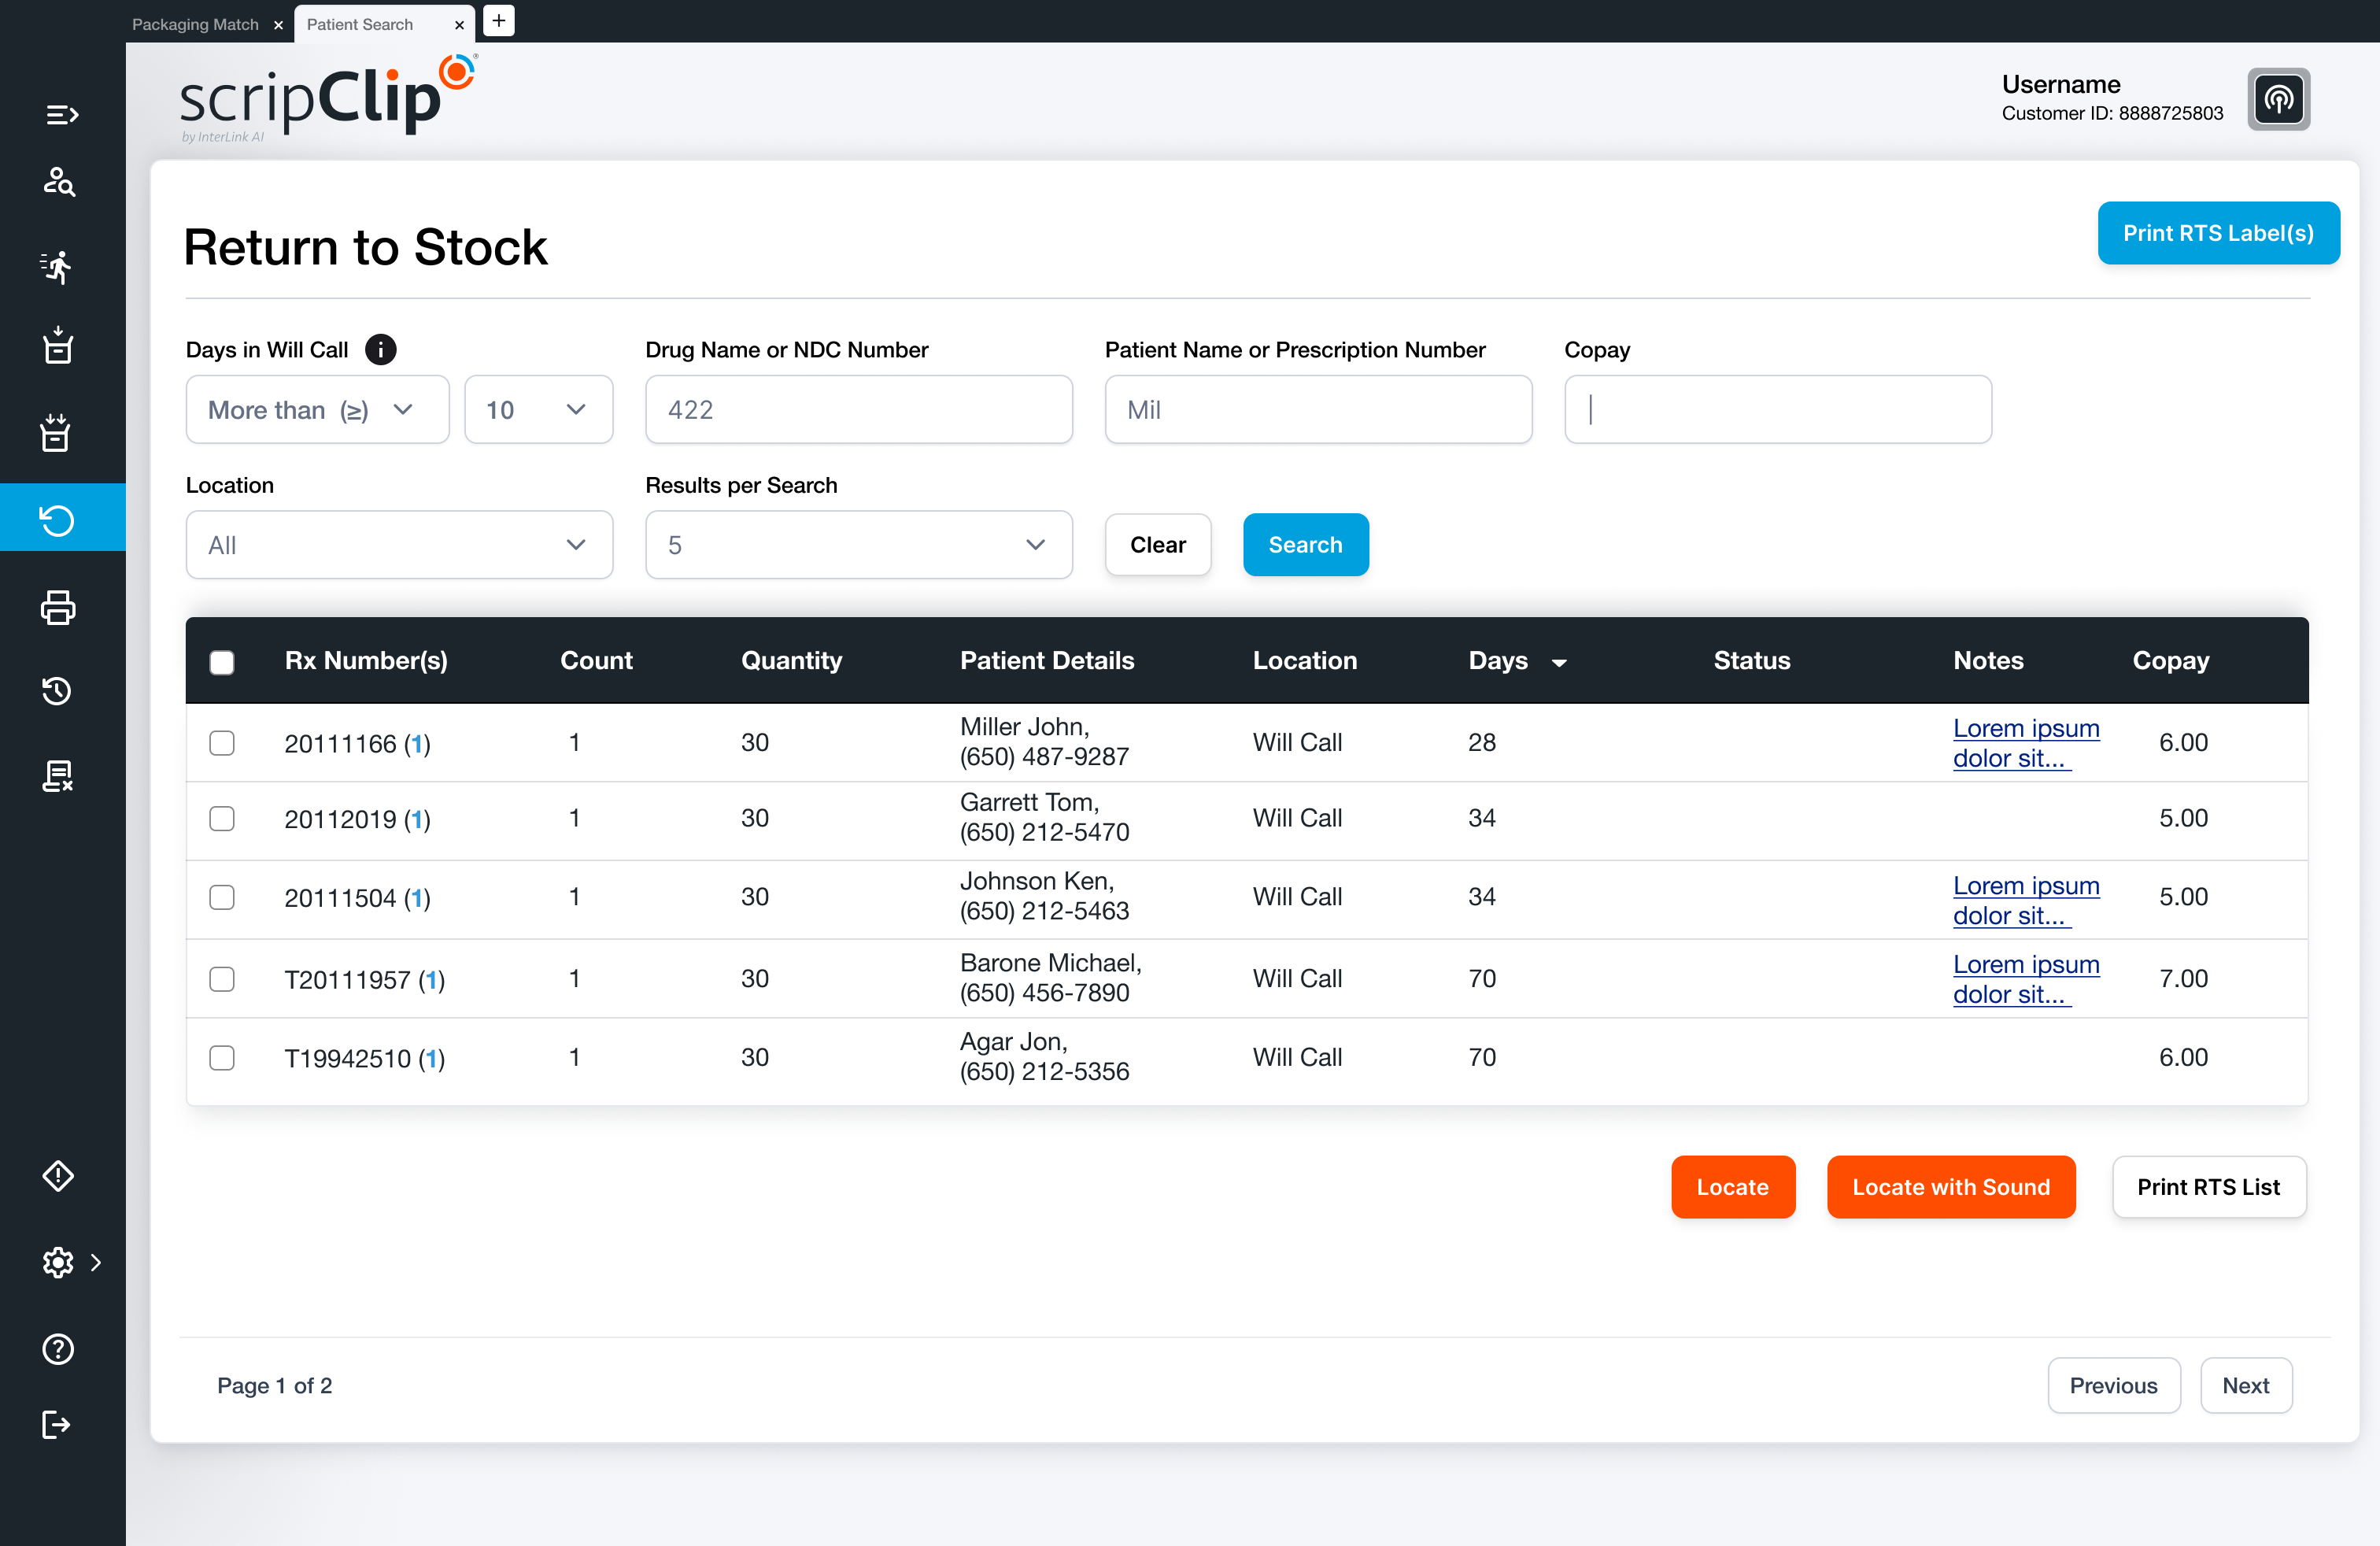 Packaging Match
Patient Search
scripClip
by InterLink AI
Username
Customer ID: 8888725803
Return to Stock
Print RTS Label(s)
Days in Will Call
Drug Name or NDC Number
Patient Name or Prescription Number
Copay
More than (≥)
10
422
Mil
Location
Results per Search
All
5
Clear
Search
Rx Number(s) Count Quantity Patient Details Location Days Status Notes Copay
20111166 (1) 1 30 Miller John, Will Call 28 Lorem ipsum 6.00
(650) 487-9287 dolor sit...
20112019 (1) 1 30 Garrett Tom, Will Call 34 5.00
(650) 212-5470
20111504 (1) 1 30 Johnson Ken, Will Call 34 Lorem ipsum 5.00
(650) 212-5463 dolor sit...
T20111957 (1) 1 30 Barone Michael, Will Call 70 Lorem ipsum 7.00
(650) 456-7890 dolor sit...
T19942510 (1) 1 30 Agar Jon, Will Call 70 6.00
(650) 212-5356
Locate
Locate with Sound
Print RTS List
Page 1 of 2
Previous
Next